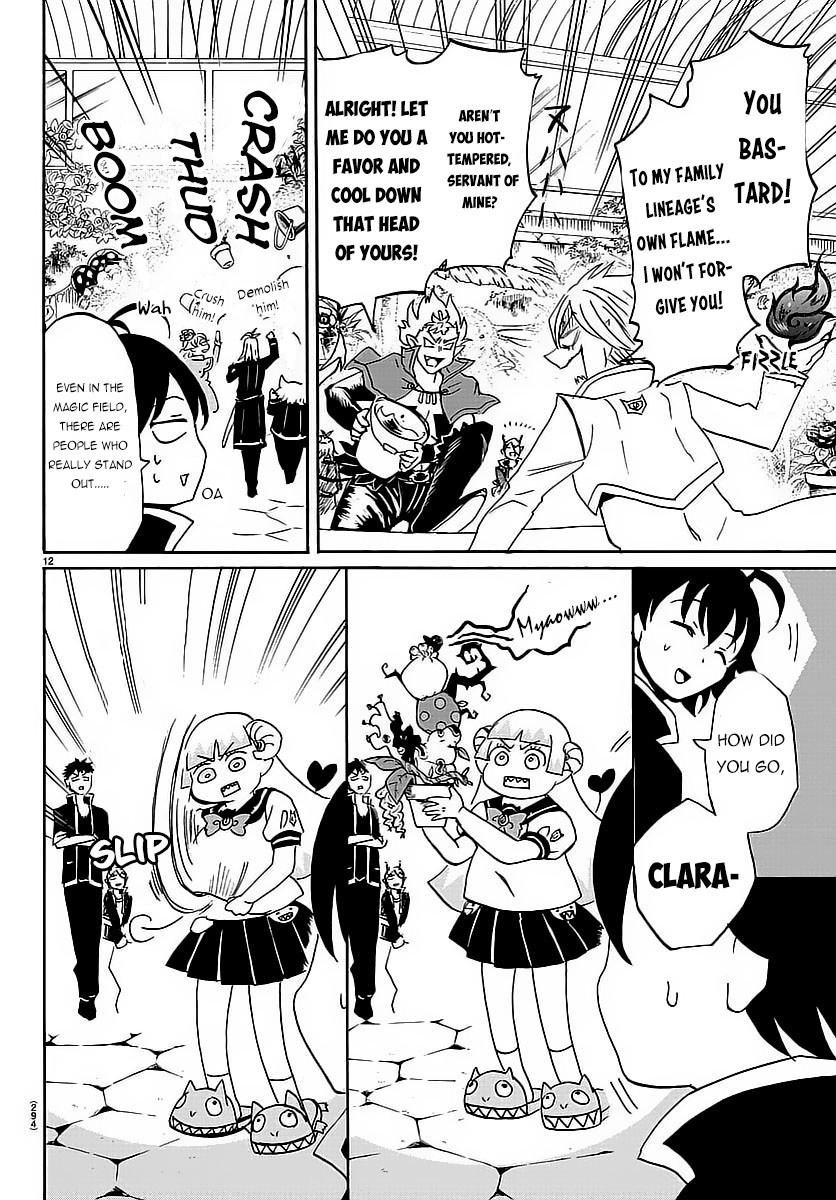 YOU
BAS-
TARD!
TO MY FAMILY
LINEAGE'S
OWN FLAME...
I WON'T FOR-
GIVE YOU!
FIZZLE
AREN'T
YOU HOT-
TEMPERED,
SERVANT OF
MINE?
ALRIGHT! LET
ME DO YOU A
FAVOR AND
COOL DOWN
THAT HEAD
OF YOURS!
CRASH
THUD
BOOM
Demolish
'him!
Crush
him!
Wah
EVEN IN THE
MAGIC FIELD,
THERE ARE
PEOPLE WHO
REALLY STAND
OUT.....
OA
12
HOW DID
YOU GO,
CLARA-
Myaowww...
SLIP
(294)